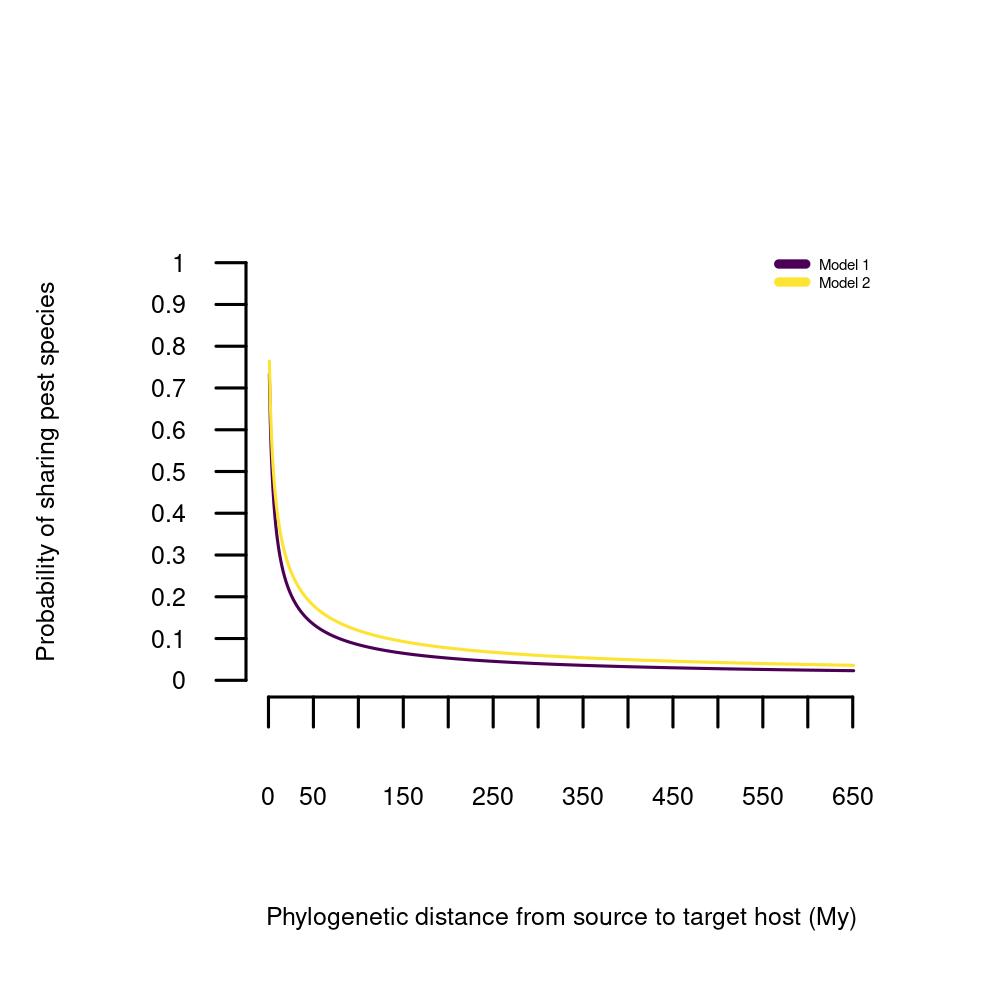 Model 1
Model 2
Probability of sharing pest species
1
0.9
0.8
0.7
0.6
0.5
0.4
0.3
0.2
0.1
0
0 50 150 250 350 450 550 650
Phylogenetic distance from source to target host (My)